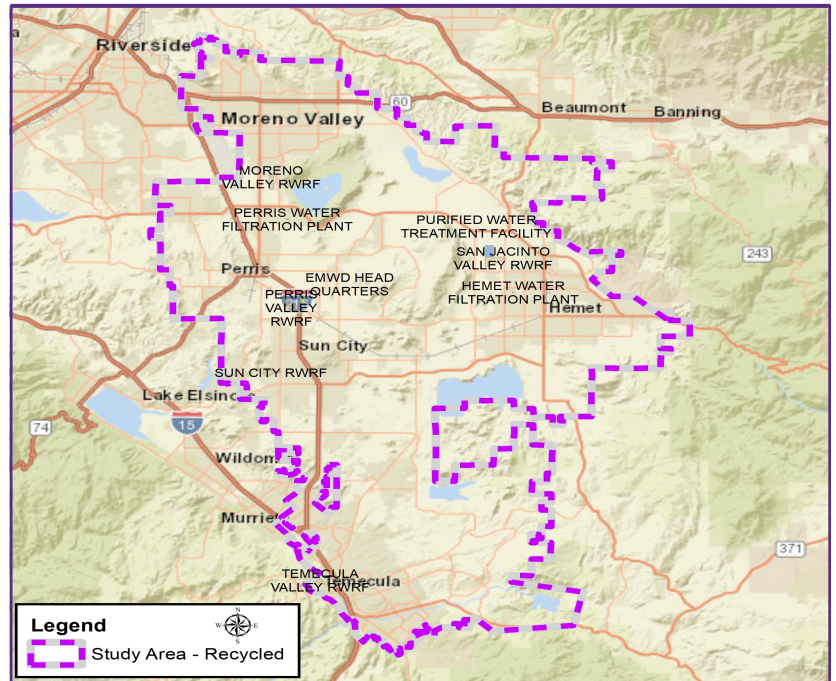 a
Riverside
60
Beaumont
Banning
Moreno Valley
MORENO
VALLEY RWRF
PERRIS WATER
FILTRATION PLANT
PURIFIED WATER
TREATMENT FACILITY
SAN JACINTO
VALLEY RWRF
243
Perris
EMWD HEAD
QUARTERS
PERRIS
VALLEY
RWRF
HEMET WATER
FILTRATION PLANT
Hemet
Sun City
SUN CITY RWRF
Lake Elsino
15
74
Wildom
Murrie
371
TEMECULA
VALLEY RWRF
Temecula
Legend
N
W E
S
Study Area - Recycled